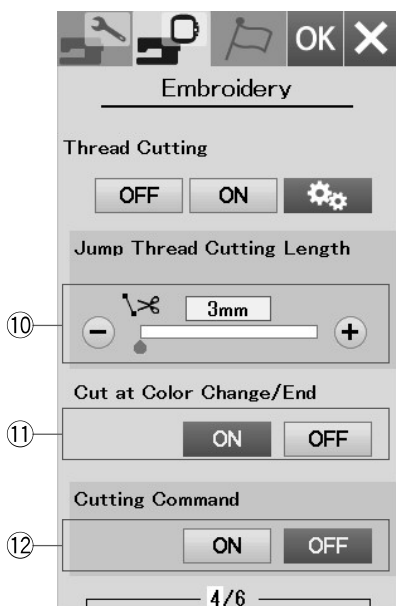 OK
Embroidery
Thread Cutting
OFF ON
Jump Thread Cutting Length
⑩ 3mm
Cut at Color Change/End
⑪ ON OFF
Cutting Command
⑫ ON OFF
4/6